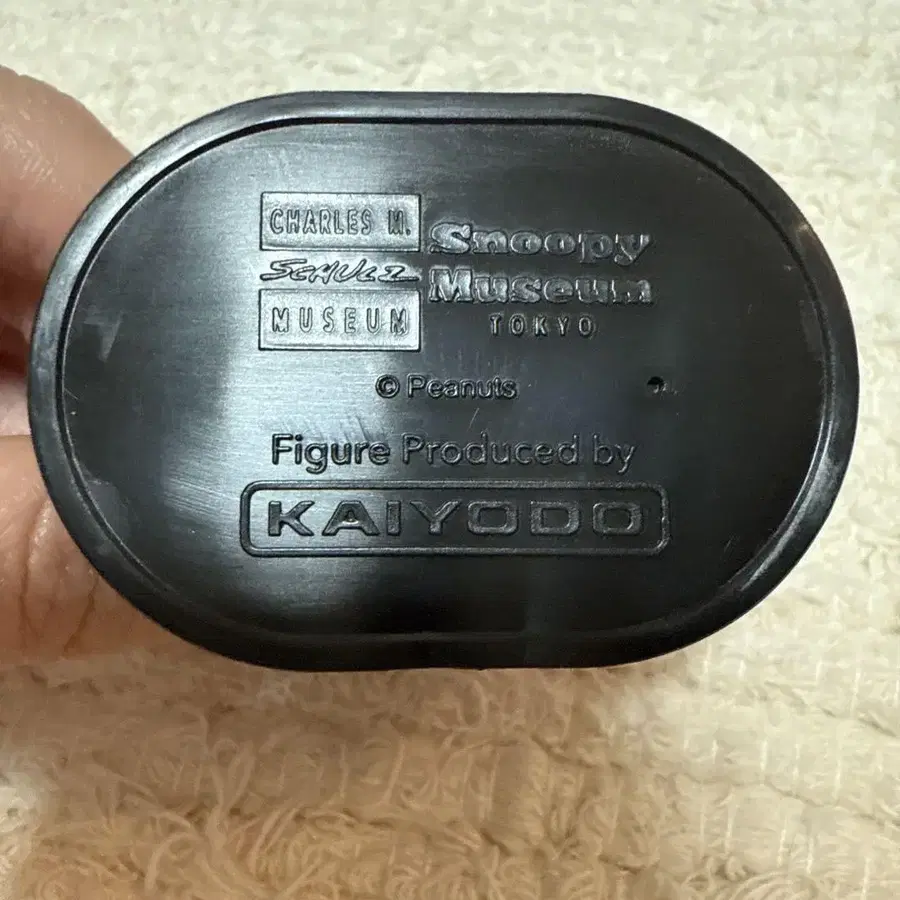 CHARLES M.
SCHULZ
MUSEUM
Snoopy
Museum
TOKYO
© Peanuts
Figure Produced by
KAIYODO